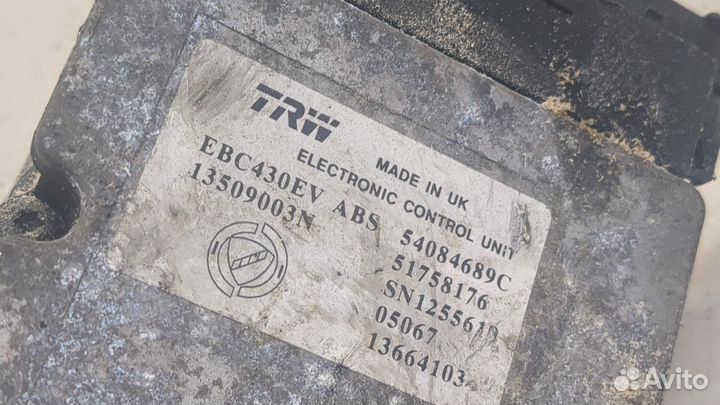 TRW
MADE IN UK
ELECTRONIC CONTROL UNIT
EBC430EV ABS
13509003N
54084689C
51758176
05067
13664103
Avito